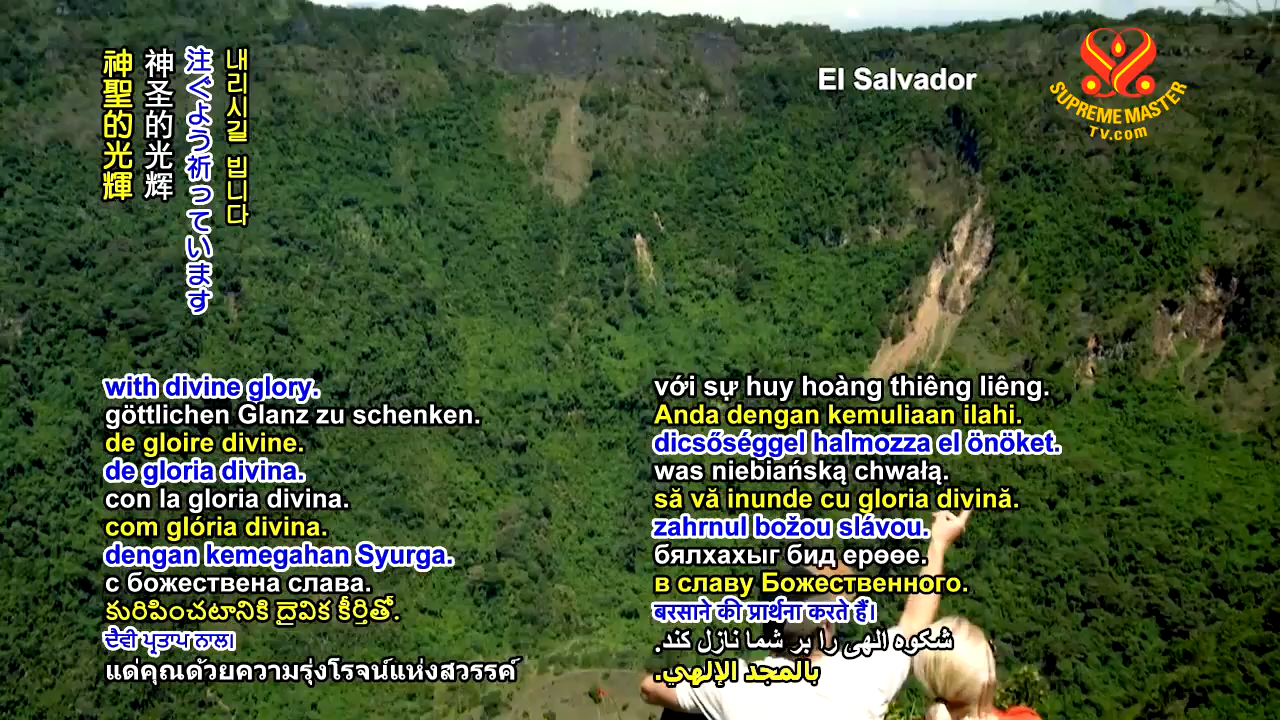 El Salvador
SUPREME MASTER
TV.com
내리시길 빕니다
注ぐよう祈っています
神圣的光辉
神聖的光輝
with divine glory.
göttlichen Glanz zu schenken.
de gloire divine.
de gloria divina.
con la gloria divina.
com glória divina.
dengan kemegahan Syurga.
с божествена слава.
కురిపించటానికి దైవిక కీర్తితో.
ਦੈਵੀ ਪ੍ਰਤਾਪ ਨਾਲ।
แด่คุณด้วยความรุ่งโรจน์แห่งสวรรค์
với sự huy hoàng thiêng liêng.
Anda dengan kemuliaan ilahi.
dicsőséggel halmozza el önöket.
was niebiańską chwałą.
să vă inunde cu gloria divină.
zahrnul božou slávou.
бялхахыг бид ерөөе.
в славу Божественного.
बरसाने की प्रार्थना करते हैं।
شکوه الهی را بر شما نازل کند.
بالمجد الإلهي.